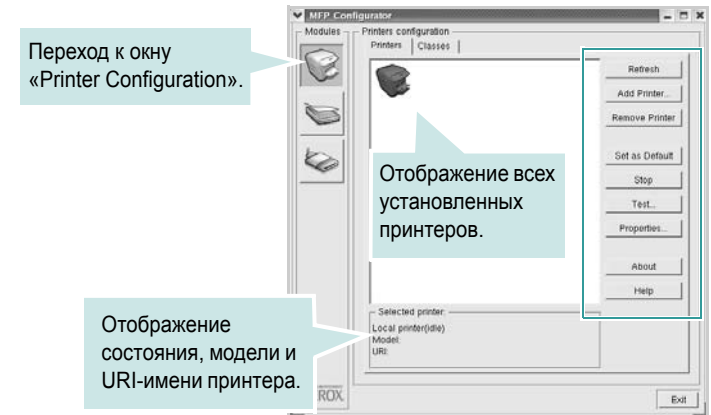 MFP Configurator
Modules
Printers configuration
Printers
Classes
Переход к окну
«Printer Configuration».
Refresh
Add Printer...
Remove Printer
Set as Default
Stop
Test...
Properties...
About
Help
Отображение всех
установленных
принтеров.
Selected printer:
Local printer(idle)
Model:
URI:
Отображение
состояния, модели и
URI-имени принтера.
ROX
Exit